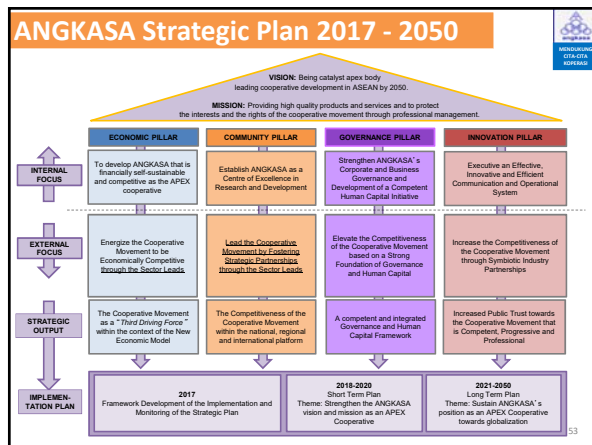 ANGKASA Strategic Plan 2017 - 2050
angkasa
MENDUKUNG
CITA-CITA
KOPERASI
VISION: Being catalyst apex body
leading cooperative development in ASEAN by 2050.
MISSION: Providing high quality products and services and to protect
the interests and the rights of the cooperative movement through professional management.
ECONOMIC PILLAR
COMMUNITY PILLAR
GOVERNANCE PILLAR
INNOVATION PILLAR
INTERNAL
FOCUS
To develop ANGKASA that is
financially self-sustainable
and competitive as the APEX
cooperative
Establish ANGKASA as a
Centre of Excellence in
Research and Development
Strengthen ANGKASA's
Corporate and Business
Governance and
Development of a Competent
Human Capital Initiative
Executive an Effective,
Innovative and Efficient
Communication and Operational
System
EXTERNAL
FOCUS
Energize the Cooperative
Movement to be
Economically Competitive
through the Sector Leads
Lead the Cooperative
Movement by Fostering
Strategic Partnerships
through the Sector Leads
Elevate the Competitiveness
of the Cooperative Movement
based on a Strong
Foundation of Governance
and Human Capital
Increase the Competitiveness of
the Cooperative Movement
through Symbiotic Industry
Partnerships
STRATEGIC
OUTPUT
The Cooperative Movement
as a "Third Driving Force" in
within the context of the New
Economic Model
The Competitiveness of the
Cooperative Movement
within the national, regional
and international platform
A competent and integrated
Governance and Human
Capital Framework
Increased Public Trust towards
the Cooperative Movement that
is Competent, Progressive and
Professional
IMPLEMEN-
TATION PLAN
2017
Framework Development of the Implementation and
Monitoring of the Strategic Plan
2018-2020
Short Term Plan
Theme: Strengthen the ANGKASA
vision and mission as an APEX
Cooperative
2021-2050
Long Term Plan
Theme: Sustain ANGKASA's
position as an APEX Cooperative
towards globalization
53